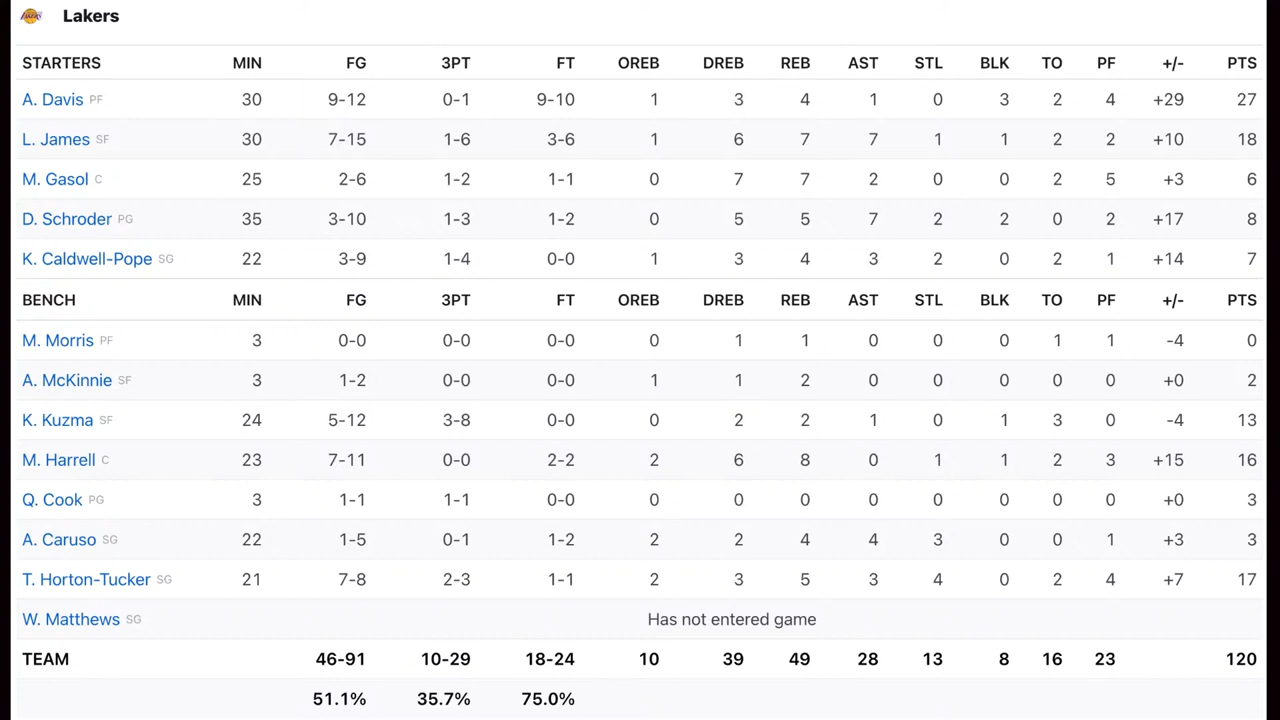 Lakers
STARTERS MIN FG 3PT FT OREB DREB REB AST STL BLK TO PF +/- PTS
A. Davis PF 30 9-12 0-1 9-10 1 3 4 1 0 3 2 4 +29 27
L. James SF 30 7-15 1-6 3-6 1 6 7 7 1 1 2 2 +10 18
M. Gasol C 25 2-6 1-2 1-1 0 7 7 2 0 0 2 5 +3 6
D. Schroder PG 35 3-10 1-3 1-2 0 5 5 7 2 2 0 2 +17 8
K. Caldwell-Pope SG 22 3-9 1-4 0-0 1 3 4 3 2 0 2 1 +14 7
BENCH MIN FG 3PT FT OREB DREB REB AST STL BLK TO PF +/- PTS
M. Morris PF 3 0-0 0-0 0-0 0 1 1 0 0 0 1 1 -4 0
A. McKinnie SF 3 1-2 0-0 0-0 1 1 2 0 0 0 0 0 +0 2
K. Kuzma SF 24 5-12 3-8 0-0 0 2 2 1 0 1 3 0 -4 13
M. Harrell C 23 7-11 0-0 2-2 2 6 8 0 1 1 2 3 +15 16
Q. Cook PG 3 1-1 1-1 0-0 0 0 0 0 0 0 0 0 +0 3
A. Caruso SG 22 1-5 0-1 1-2 2 2 4 4 3 0 0 1 +3 3
T. Horton-Tucker SG 21 7-8 2-3 1-1 2 3 5 3 4 0 2 4 +7 17
W. Matthews SG Has not entered game
TEAM 46-91 10-29 18-24 10 39 49 28 13 8 16 23 120
51.1% 35.7% 75.0%